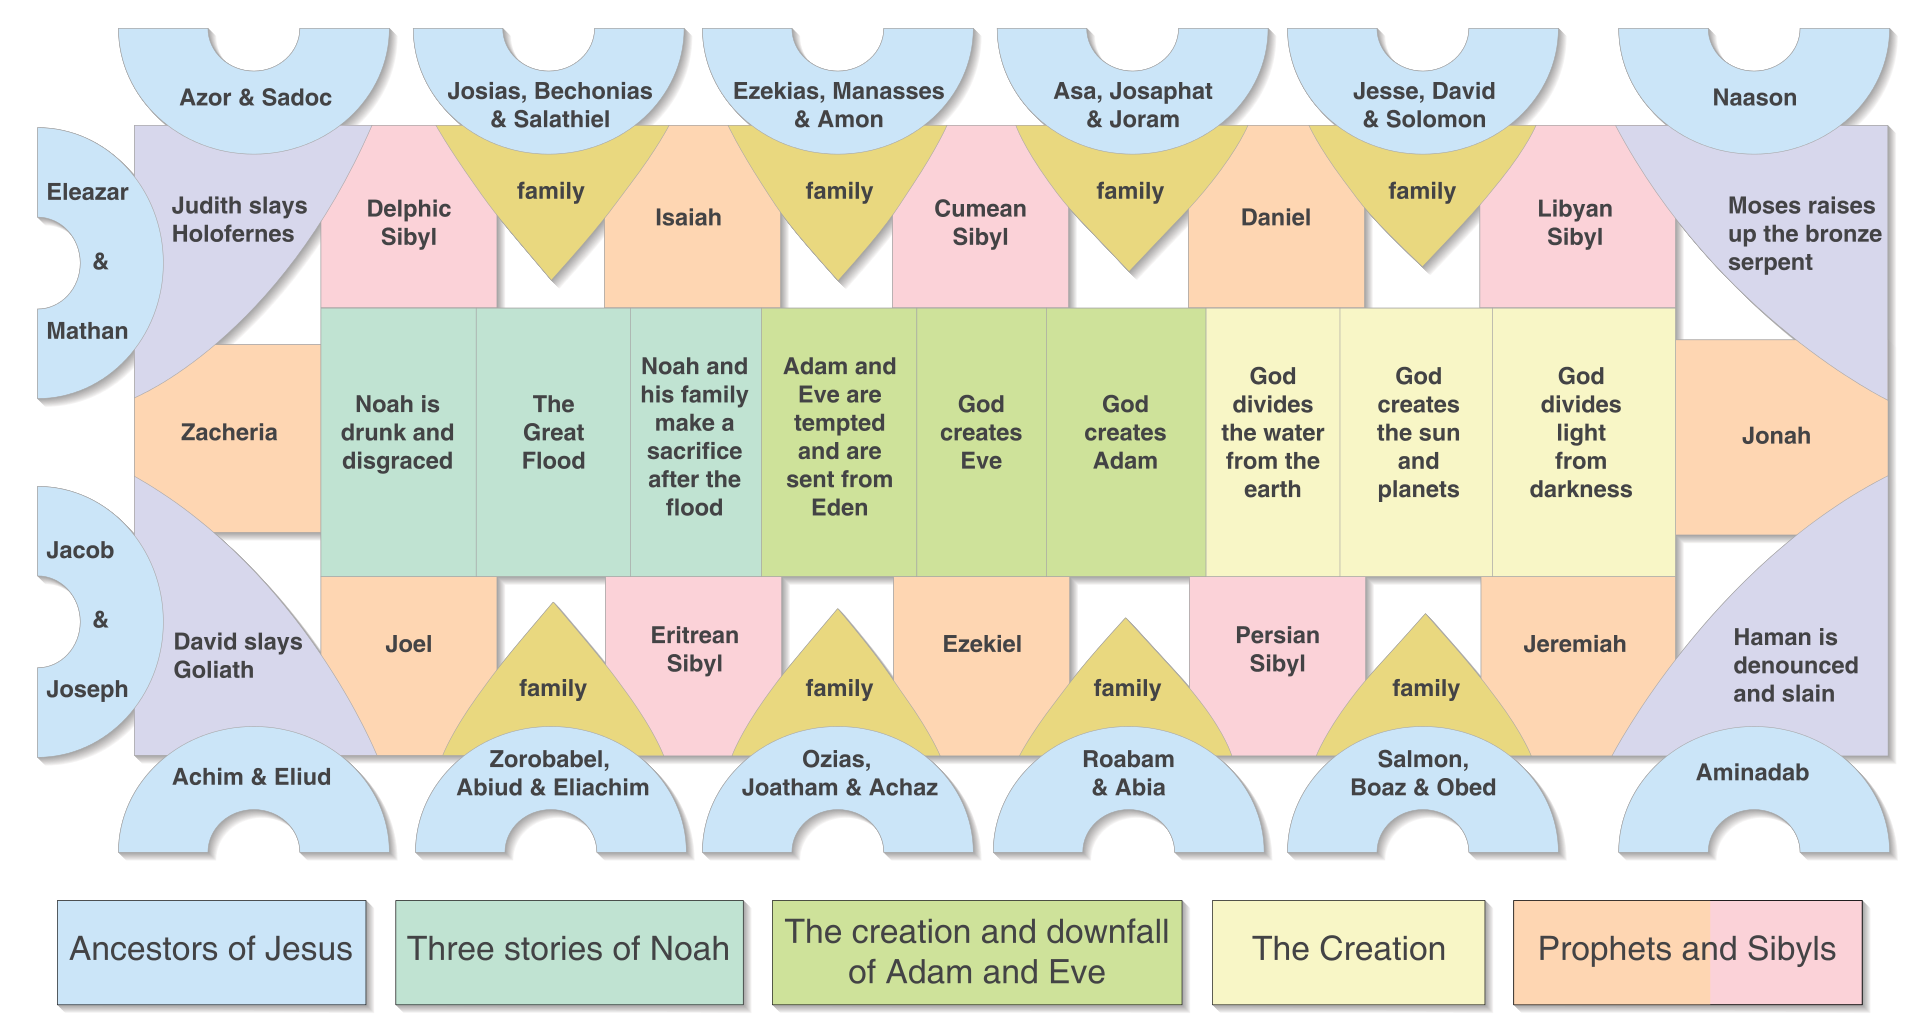 Azor & Sadoc
Josias, Bechonias
& Salathiel
Ezekias, Manasses
& Amon
Asa, Josaphat
& Joram
Jesse, David
& Solomon
Naason
Eleazar
&
Mathan
Judith slays
Holofernes
Delphic
Sibyl
family
Isaiah
family
Cumean
Sibyl
family
Daniel
family
Libyan
Sibyl
Moses raises
up the bronze
serpent
Zacheria
Noah is
drunk and
disgraced
The
Great
Flood
Noah and
his family
make a
sacrifice
after the
flood
Adam and
Eve are
tempted
and are
sent from
Eden
God
creates
Eve
God
creates
Adam
God
divides
the water
from the
earth
God
creates
the sun
and
planets
God
divides
light
from
darkness
Jonah
Jacob
&
Joseph
David slays
Goliath
Joel
family
Eritrean
Sibyl
family
Ezekiel
family
Persian
Sibyl
family
Jeremiah
Haman is
denounced
and slain
Achim & Eliud
Zorobabel,
Abiud & Eliachim
Ozias,
Joatham & Achaz
Roabam
& Abia
Salmon,
Boaz & Obed
Aminadab
Ancestors of Jesus
Three stories of Noah
The creation and downfall
of Adam and Eve
The Creation
Prophets and Sibyls